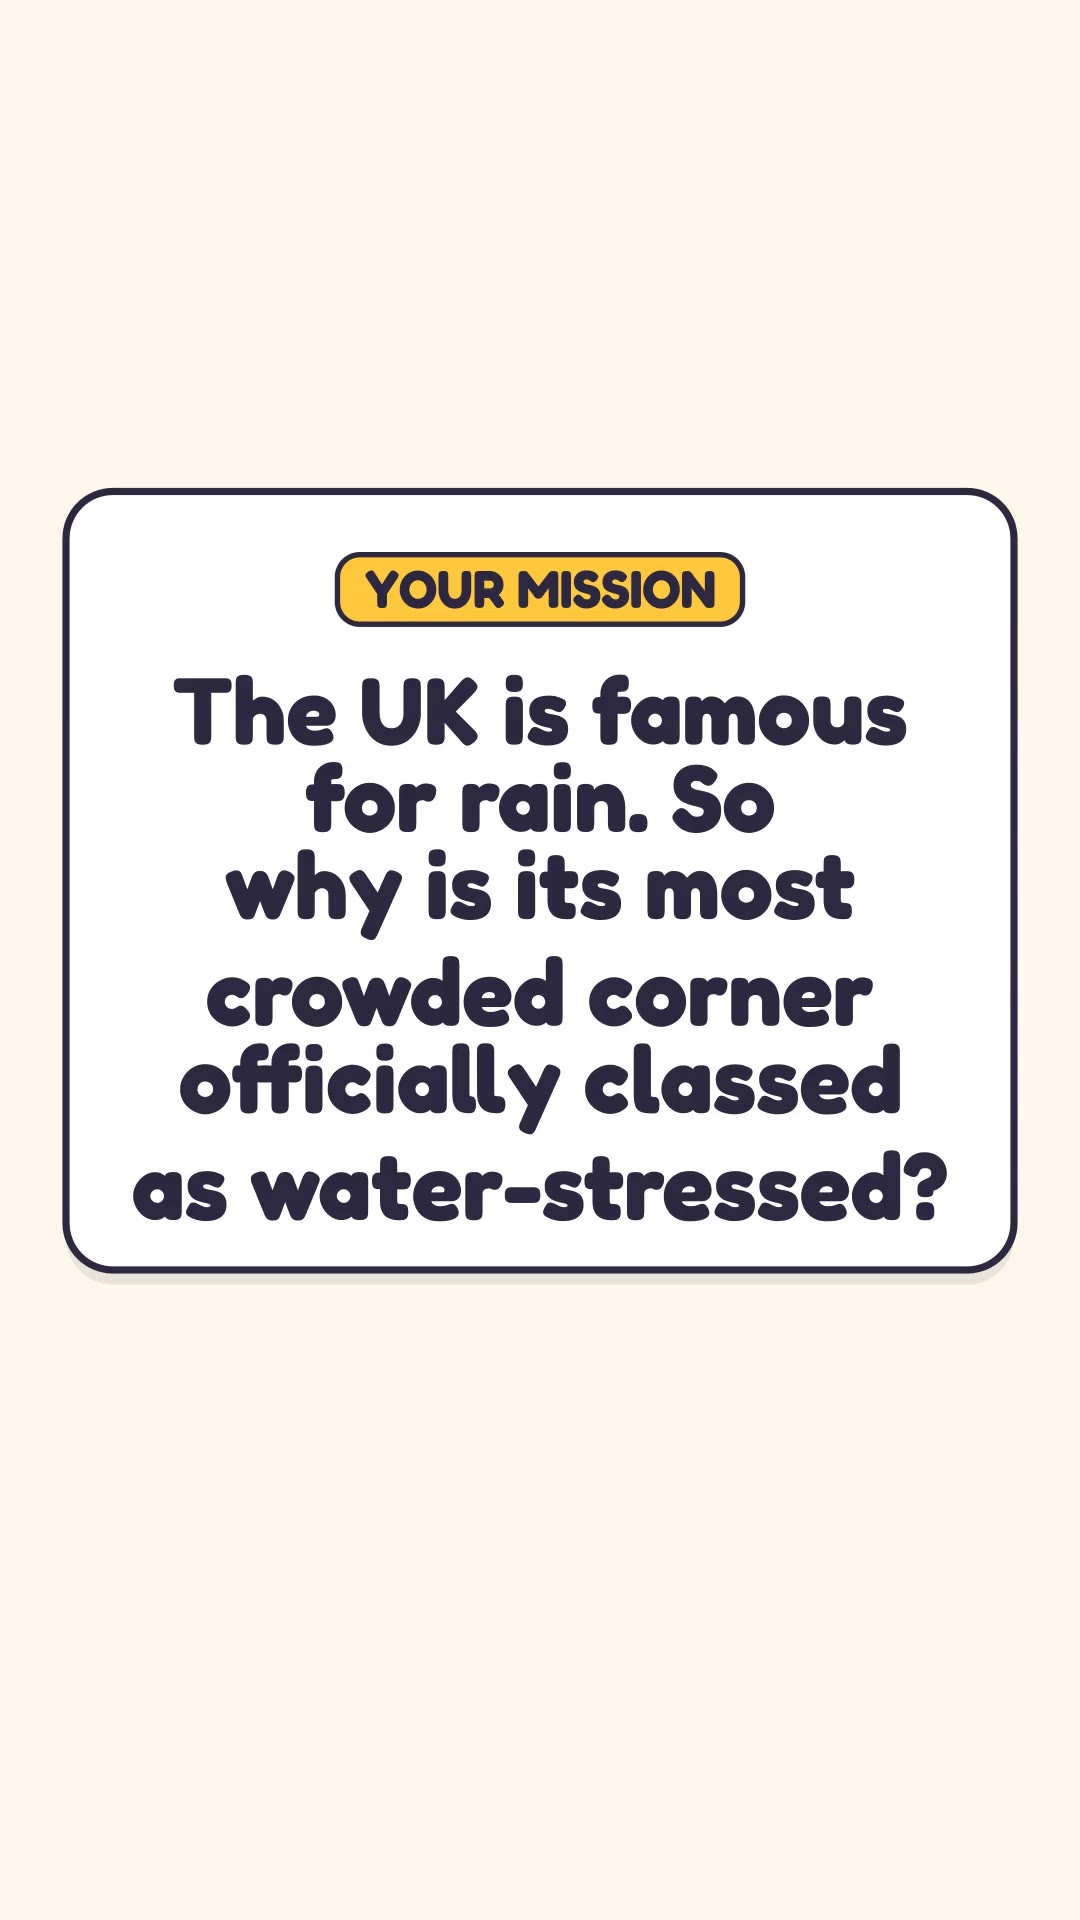 YOUR MISSION
The UK is famous
for rain. So
why is its most
crowded corner
officially classed
as water-stressed?